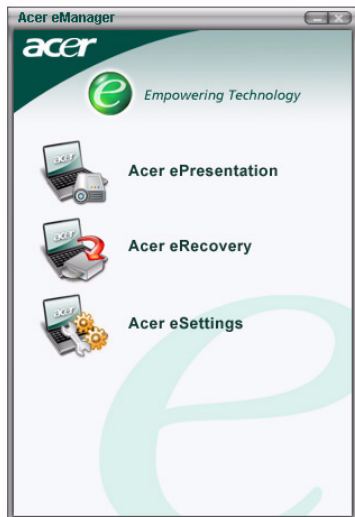 Acer eManager
acer
e
Empowering Technology
Acer ePresentation
Acer eRecovery
Acer eSettings
e